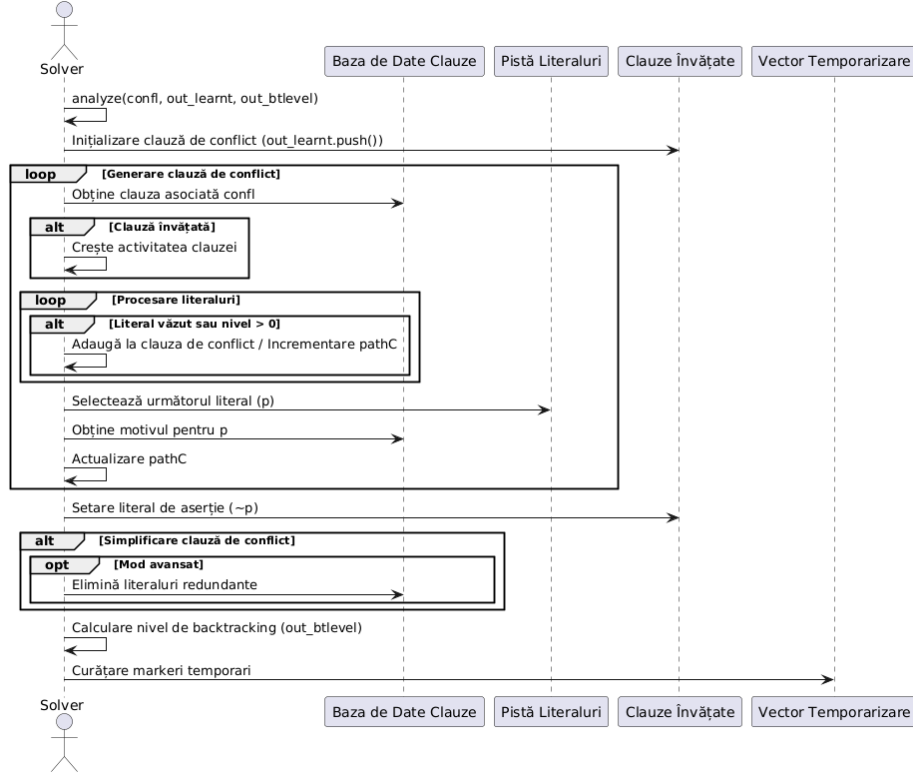 Solver
Baza de Date Clauze
Pistă Literaluri
Clauze Învățate
Vector Temporarizare
analyze(confl, out_learnt, out_btlevel)
Inițializare clauză de conflict (out_learnt.push())
loop [Generare clauză de conflict]
Obține clauza asociată confl
alt [Clauză învățată]
Crește activitatea clauzei
loop [Procesare literaluri]
alt [Literal văzut sau nivel > 0]
Adaugă la clauza de conflict / Incrementare pathC
Selectează următorul literal (p)
Obține motivul pentru p
Actualizare pathC
Setare literal de aserție (~p)
alt [Simplificare clauză de conflict]
opt [Mod avansat]
Elimină literaluri redundante
Calculare nivel de backtracking (out_btlevel)
Curățare markeri temporari
Solver
Baza de Date Clauze
Pistă Literaluri
Clauze Învățate
Vector Temporarizare